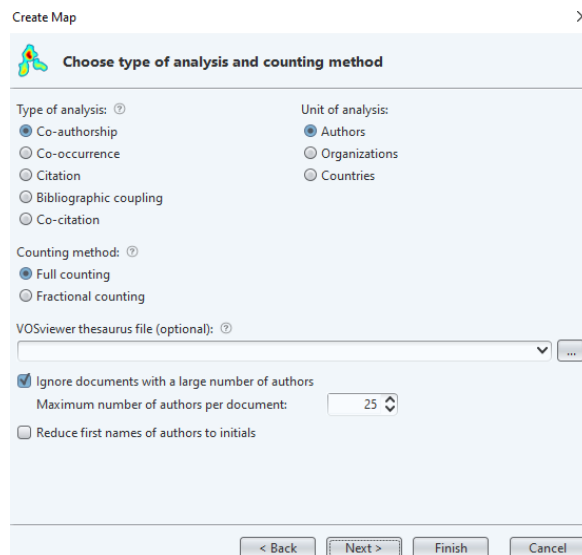 Create Map
Choose type of analysis and counting method
Type of analysis:
Unit of analysis:
Co-authorship
Authors
Co-occurrence
Organizations
Citation
Countries
Bibliographic coupling
Co-citation
Counting method:
Full counting
Fractional counting
VOSviewer thesaurus file (optional):
...
Ignore documents with a large number of authors
Maximum number of authors per document: 25
Reduce first names of authors to initials
< Back Next > Finish Cancel